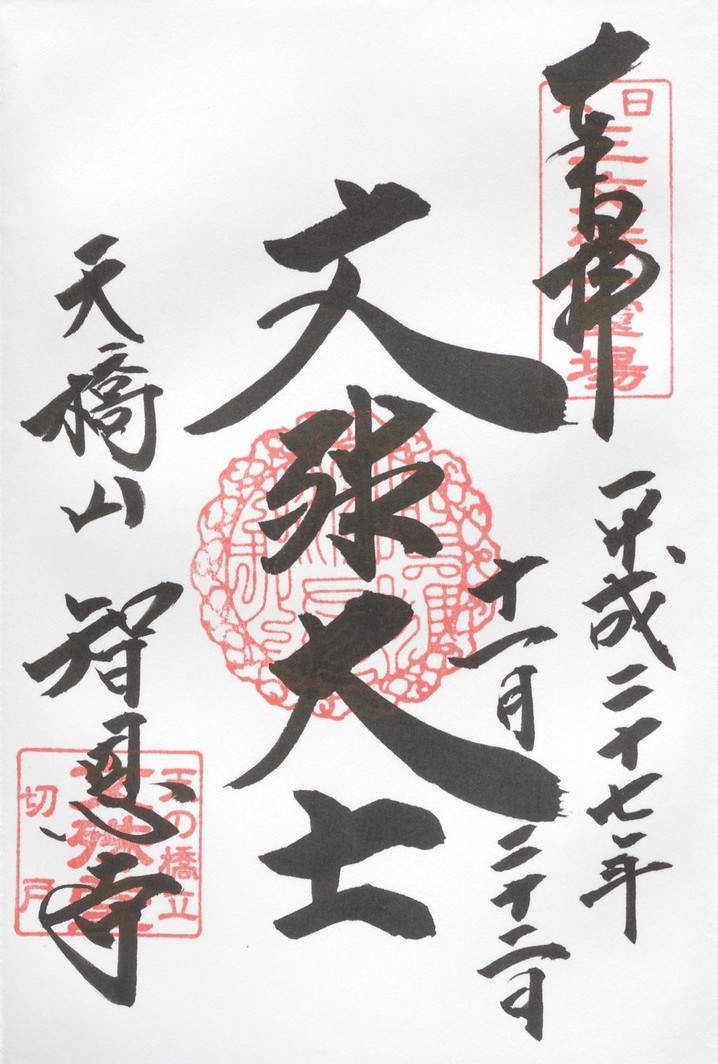 奉拝
日本三文殊霊場
平成二十七年
十一月二十二日
文殊大士
天橋山 智恩寺
天の橋立
文殊堂
切戸